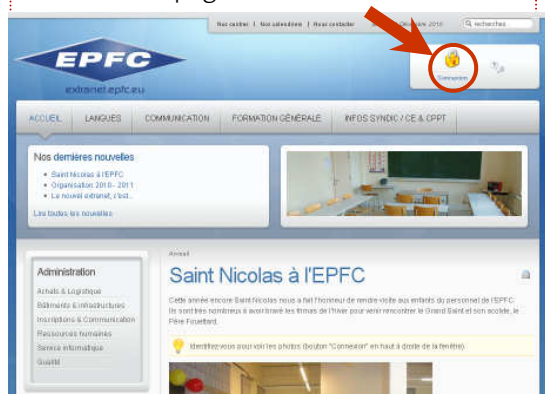 Nos centres | Nos calendriers | Nous contacter
Décembre 2010
recherches
EPFC
extranet.epfc.eu
Connexion
ACCUEIL
LANGUES
COMMUNICATION
FORMATION GÉNÉRALE
INFOS SYNDIC / CE & CPPT
Nos dernières nouvelles
Saint Nicolas à l'EPFC
Organisation 2010 - 2011
Le nouvel extranet, c'est...
Lire toutes les nouvelles
Accueil
Administration
Achats & Logistique
Bâtiments & infrastructures
Inscriptions & Communication
Ressources humaines
Service informatique
Qualité
Saint Nicolas à l'EPFC
Cette année encore Saint Nicolas nous a fait l'honneur de rendre visite aux enfants du personnel de l'EPFC.
Ils sont très nombreux à avoir bravé les frimas de l'hiver pour venir rencontrer le Grand Saint et son acolyte, le
Père Fouettard.
Identifiez-vous pour voir les photos (bouton "Connexion" en haut à droite de la fenêtre).